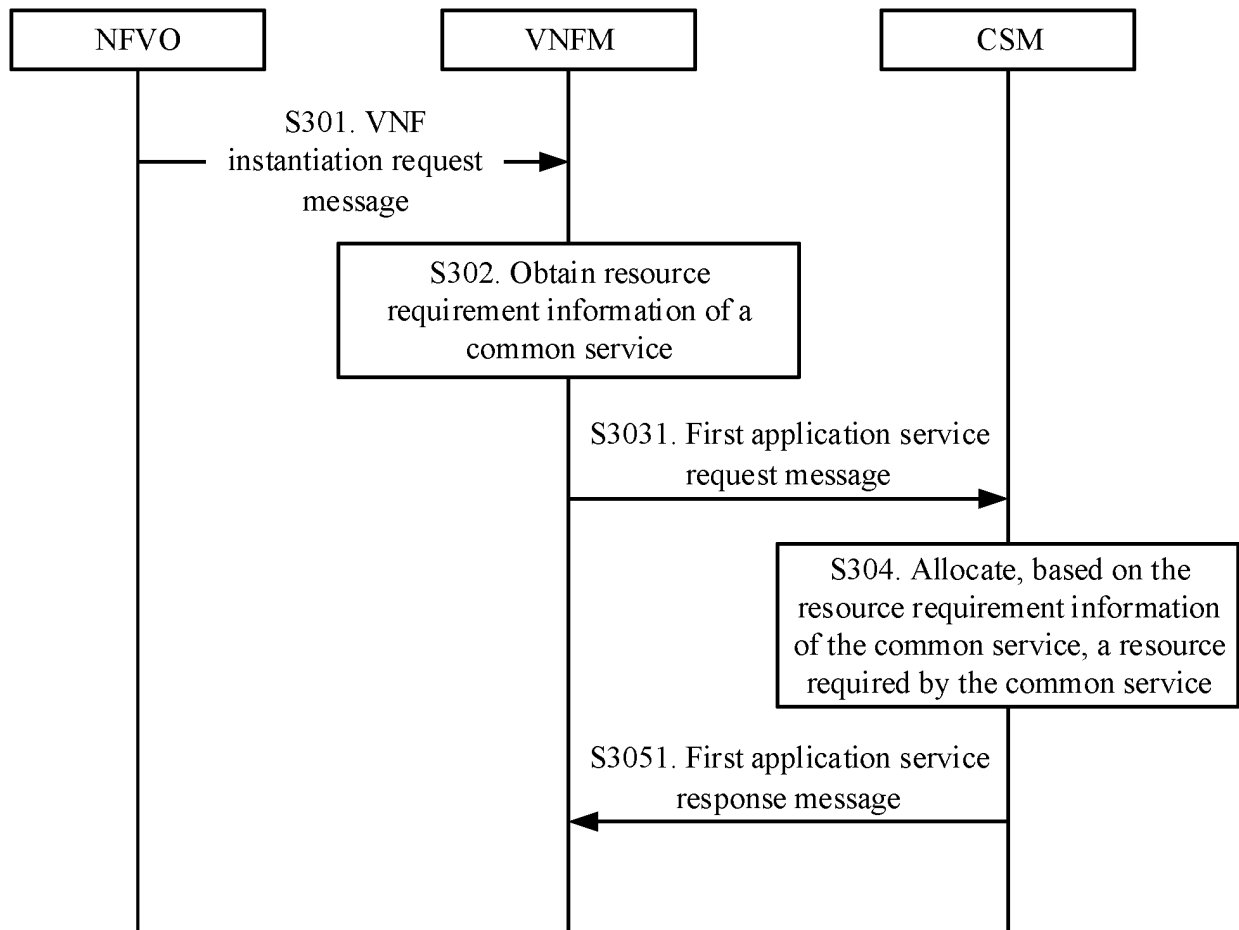 NFVO
VNFM
CSM
S301. VNF
instantiation request
message
S302. Obtain resource
requirement information of a
common service
S3031. First application service
request message
S304. Allocate, based on the
resource requirement information
of the common service, a resource
required by the common service
S3051. First application service
response message